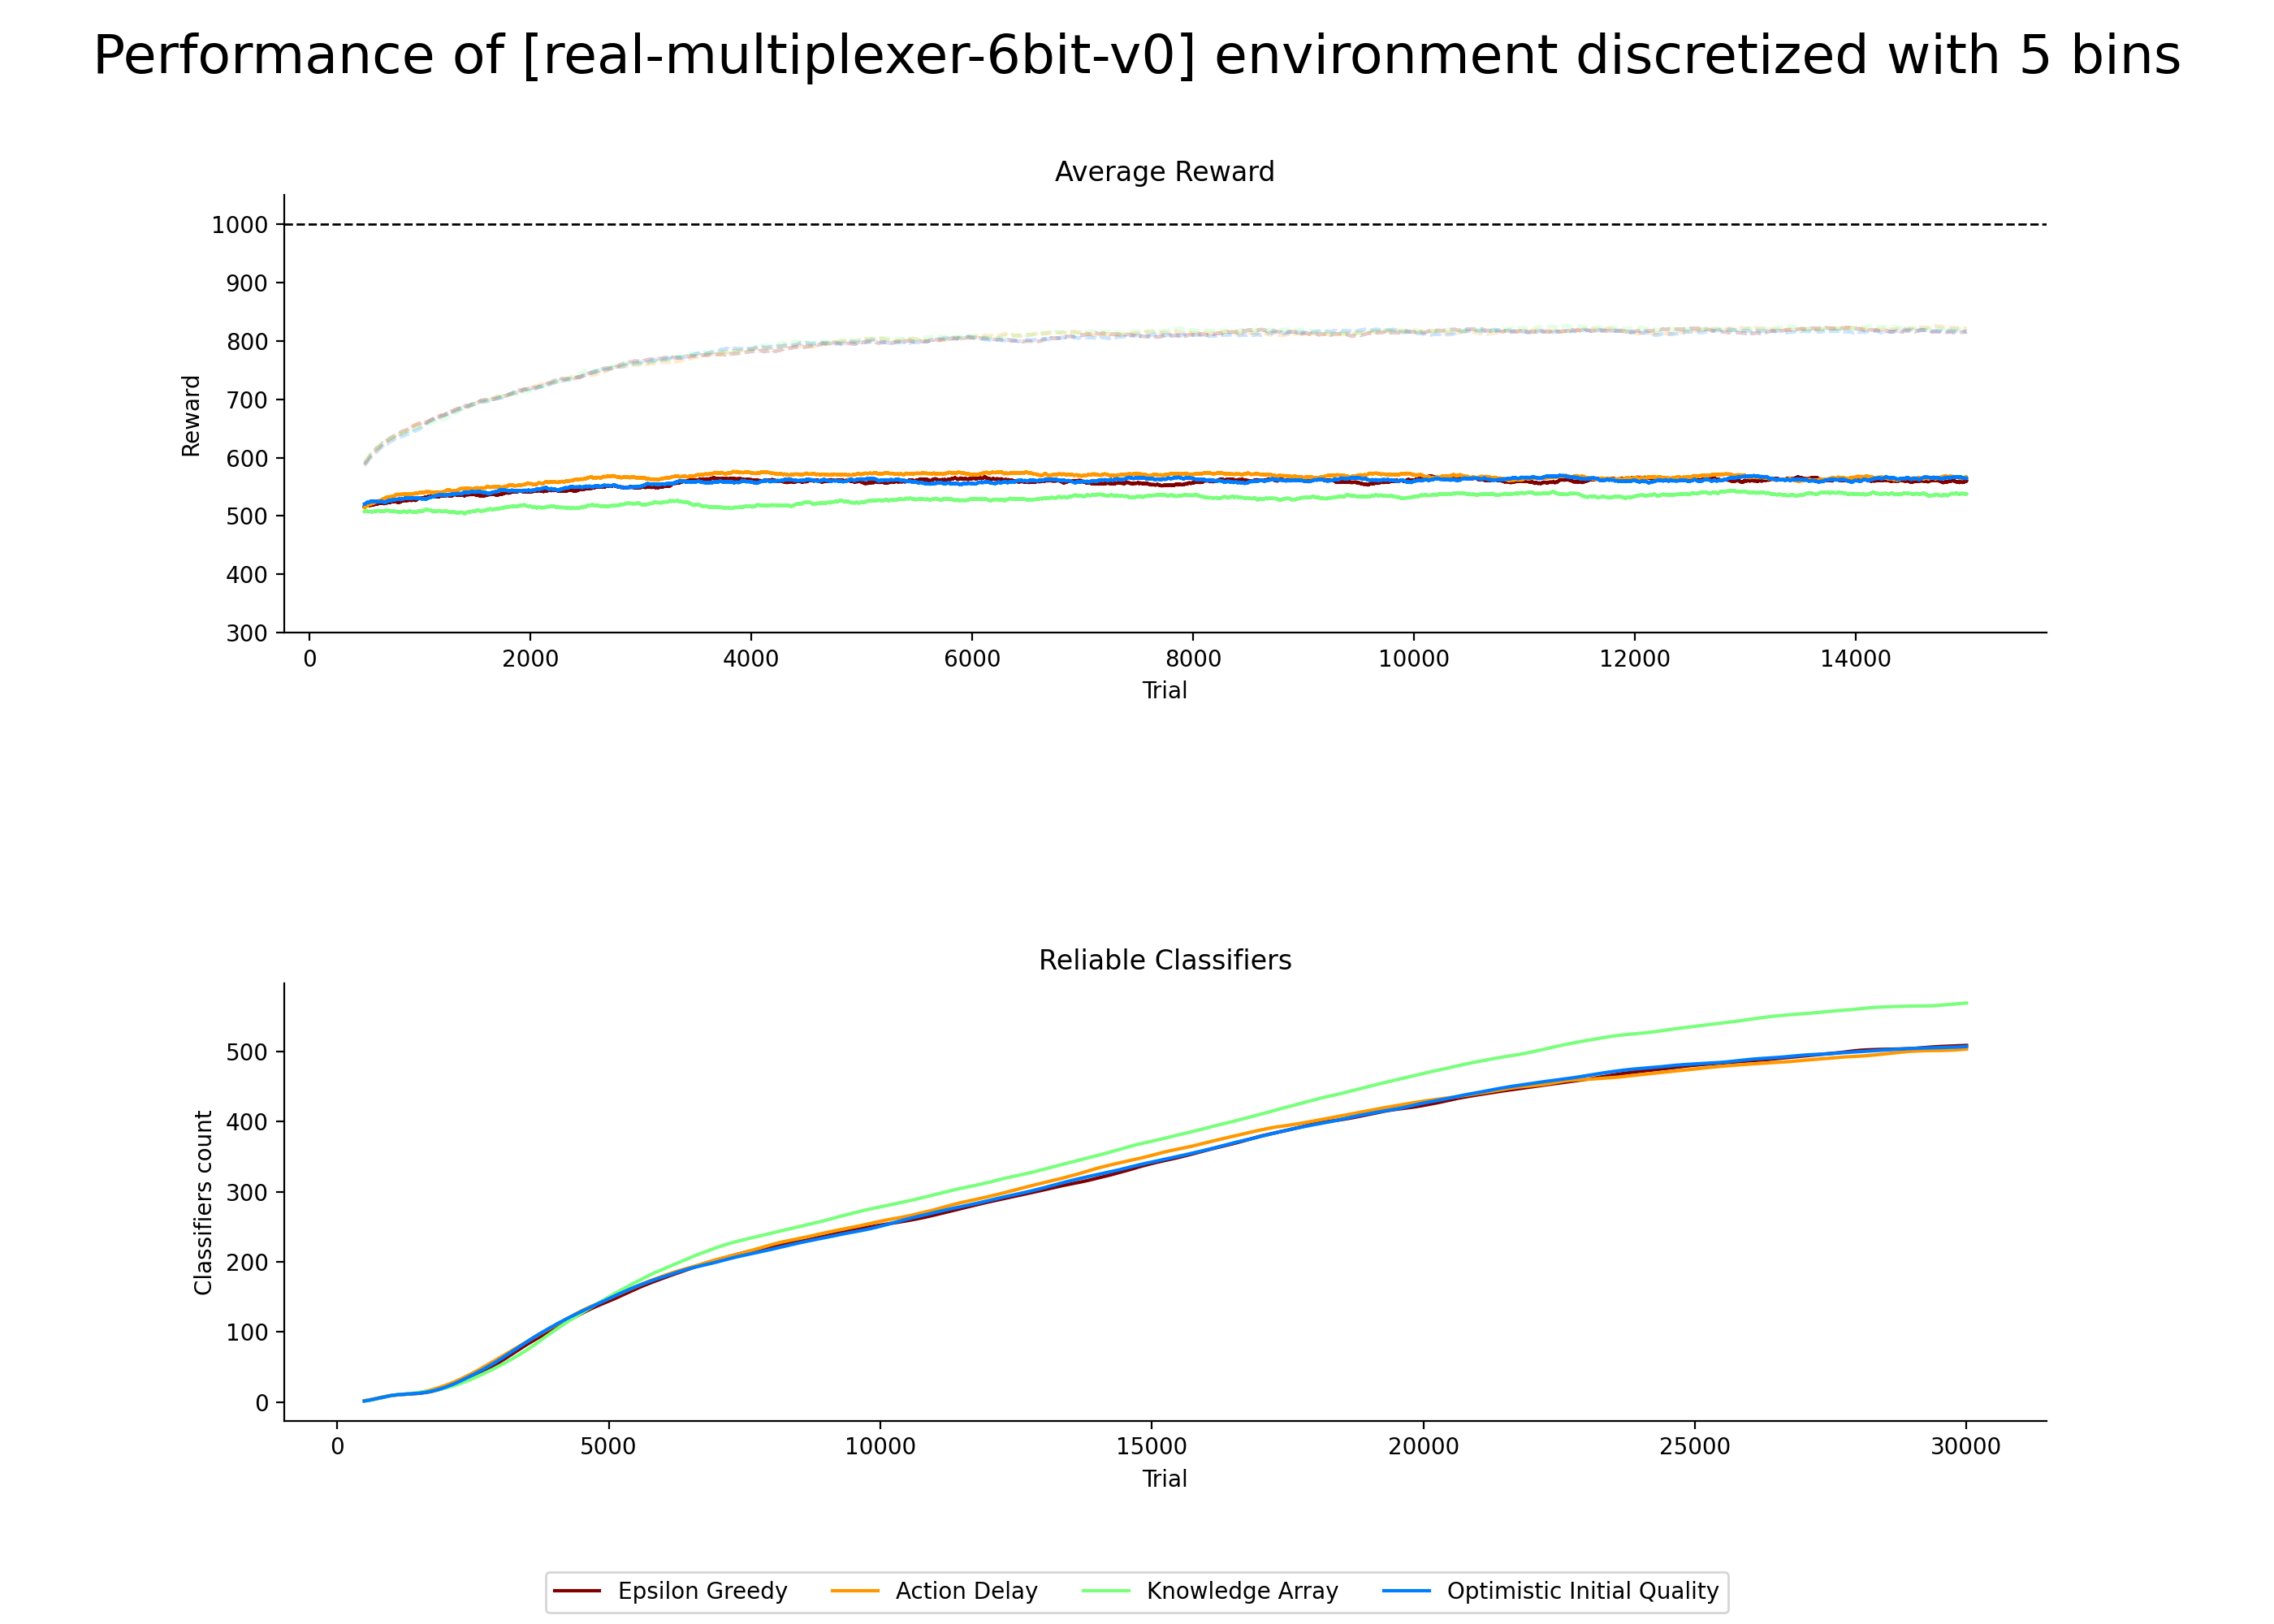 Performance of [real-multiplexer-6bit-v0] environment discretized with 5 bins
Average Reward
1000
900
800
700
600
500
400
300
Reward
0 2000 4000 6000 8000 10000 12000 14000
Trial
Reliable Classifiers
500
400
300
200
100
0
Classifiers count
0 5000 10000 15000 20000 25000 30000
Trial
Epsilon Greedy Action Delay Knowledge Array Optimistic Initial Quality